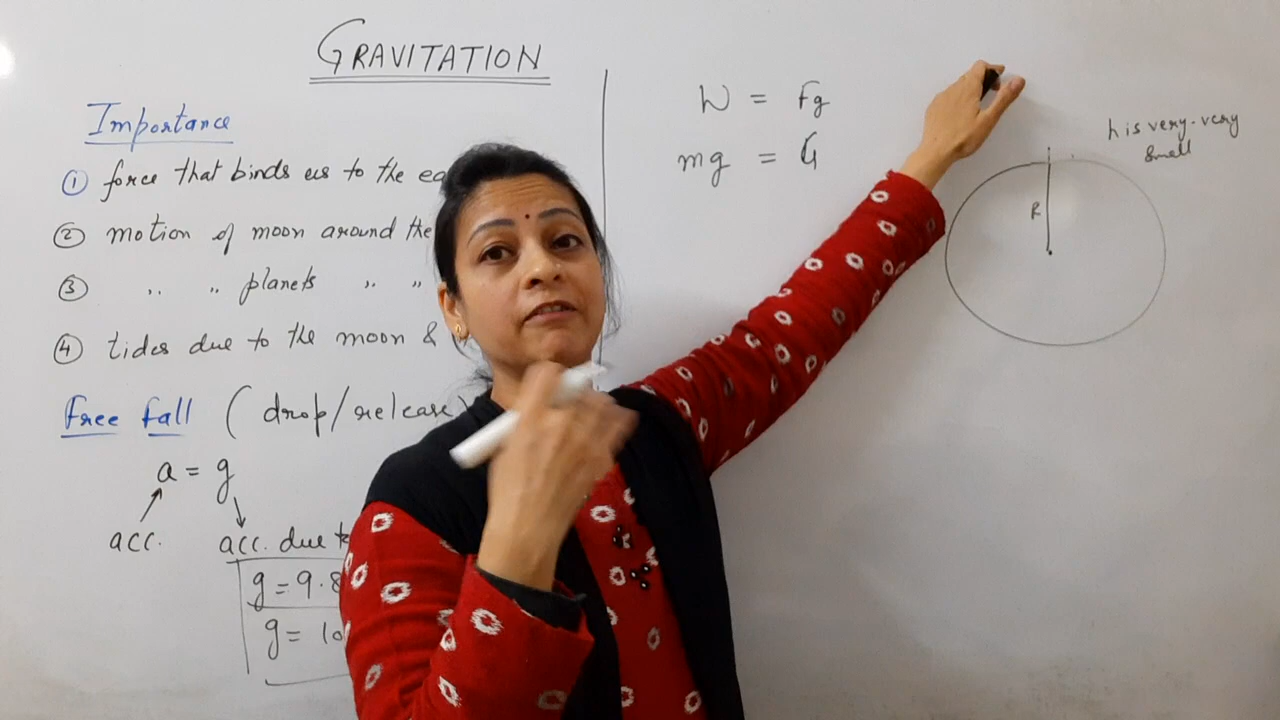 GRAVITATION
Importance
① force that binds us to the ea
② motion of moon around the
③ " " planets " "
④ tides due to the moon &
free fall ( drop/release)
a = g
acc. acc. due t
g = 9.8
g = 10
W = Fg
mg = G
h is very-very
small
R